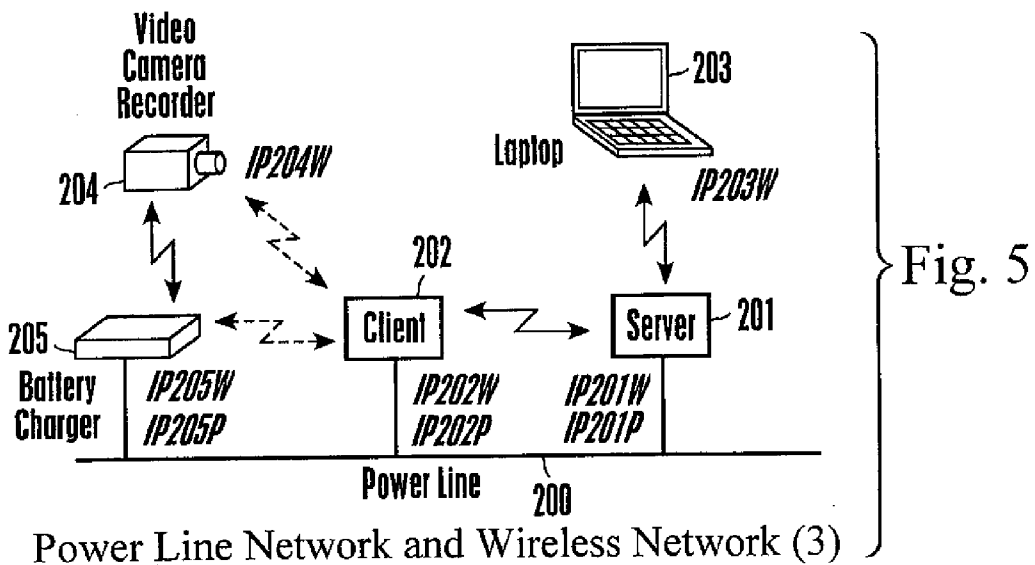 Video
Camera
Recorder
204
IP204W
203
Laptop
IP203W
202
Client
Server
201
205
Battery
Charger
IP205W
IP205P
IP202W
IP202P
IP201W
IP201P
Power Line
200
Power Line Network and Wireless Network (3)
Fig. 5